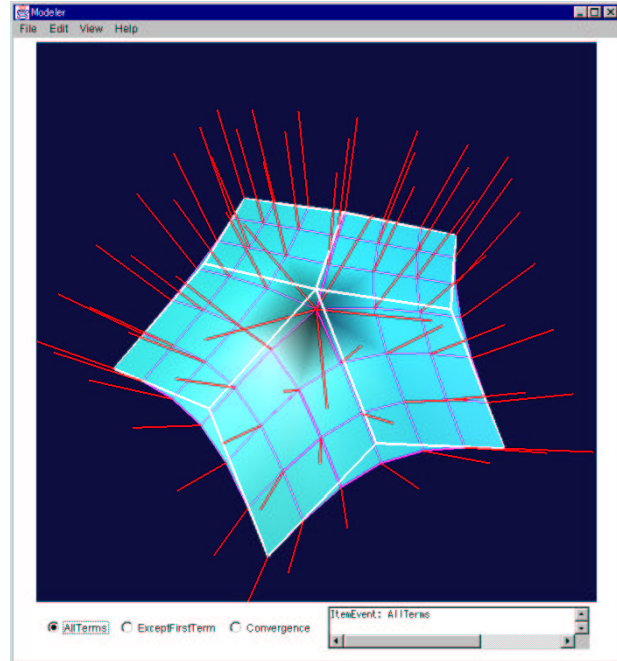 Modeler
File Edit View Help
AllTerms ExceptFirstTerm Convergence
ItemEvent: AllTerms